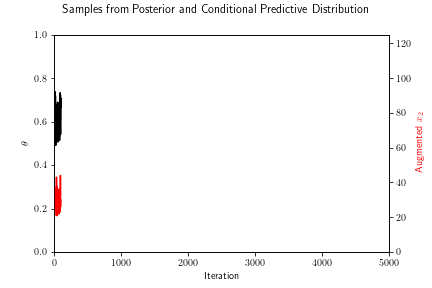 Samples from Posterior and Conditional Predictive Distribution
1.0
0.8
0.6
0.4
0.2
0.0
θ
120
100
80
60
40
20
0
Augmented x₂
0 1000 2000 3000 4000 5000
Iteration